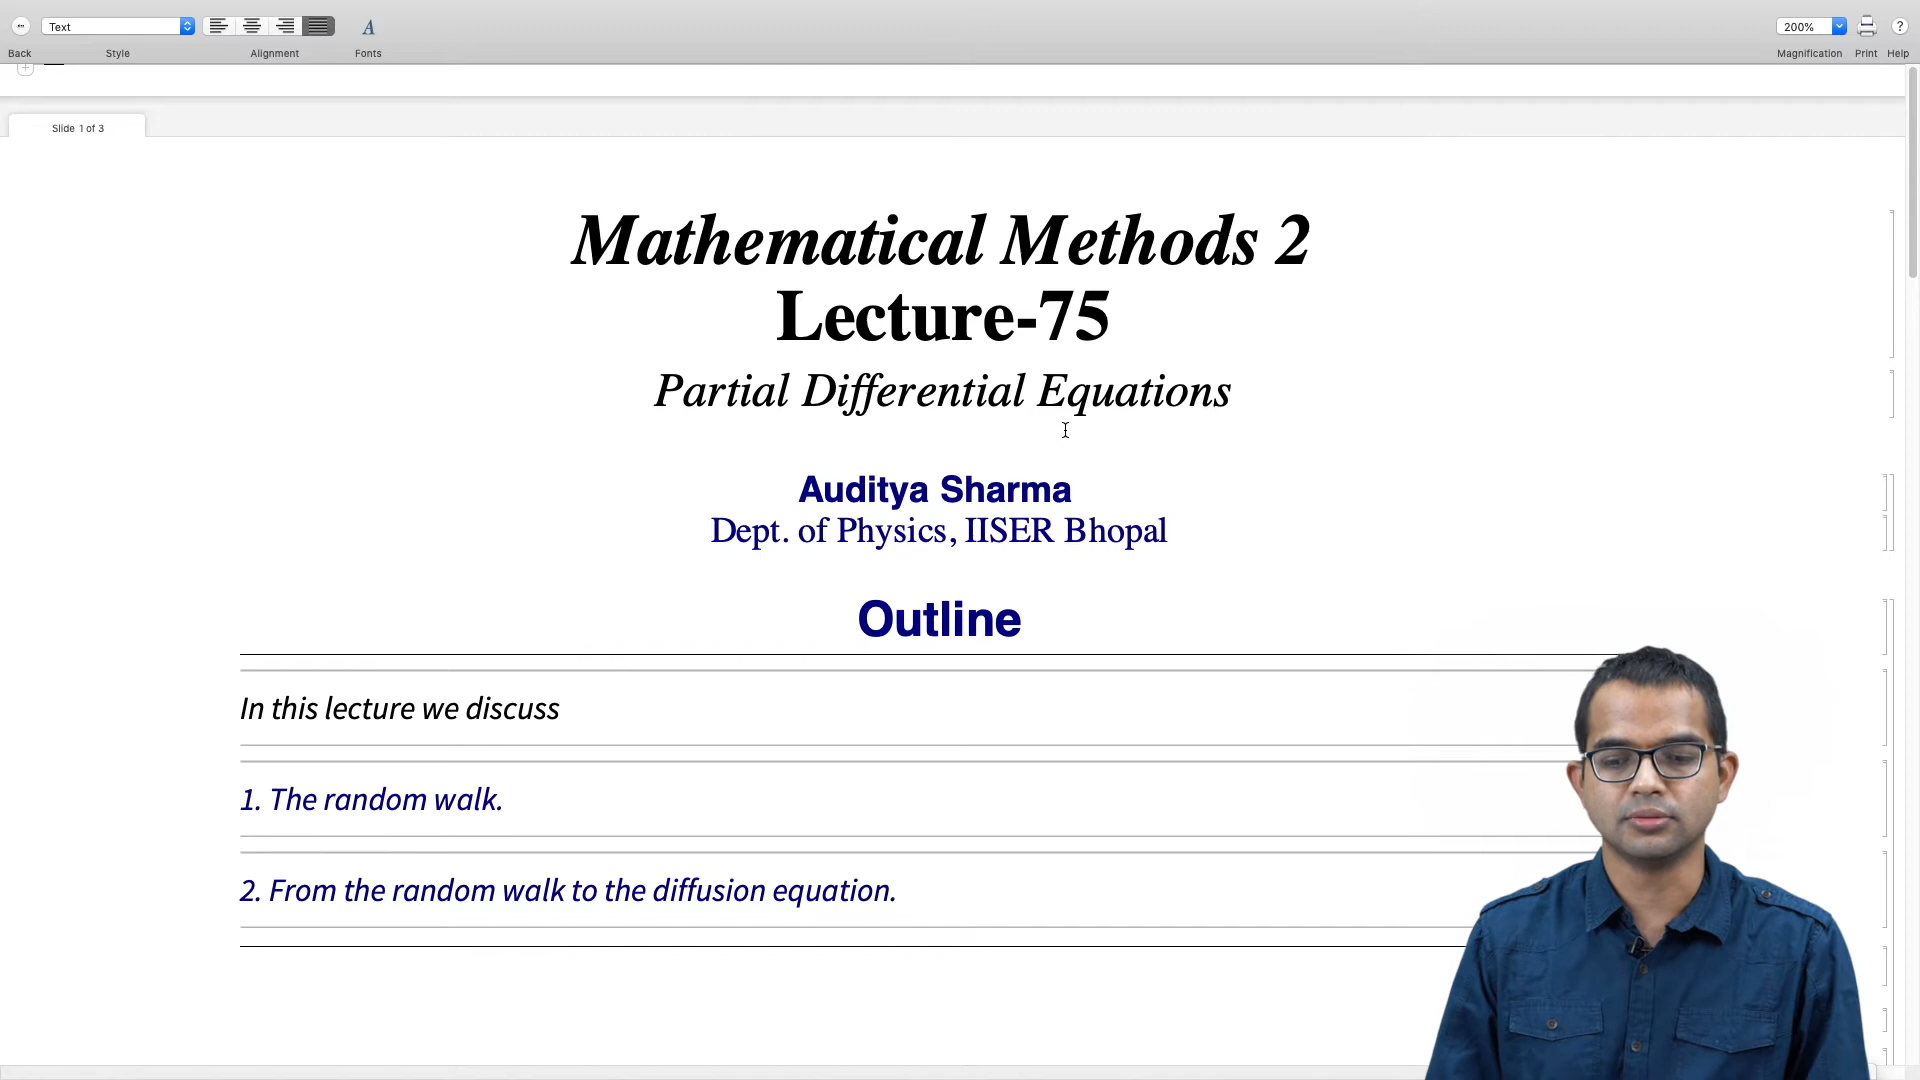 Text
200%
Back
Style
Alignment
Fonts
Magnification
Print
Help
Slide 1 of 3
Mathematical Methods 2
Lecture-75
Partial Differential Equations
Auditya Sharma
Dept. of Physics, IISER Bhopal
Outline
In this lecture we discuss
1. The random walk.
2. From the random walk to the diffusion equation.